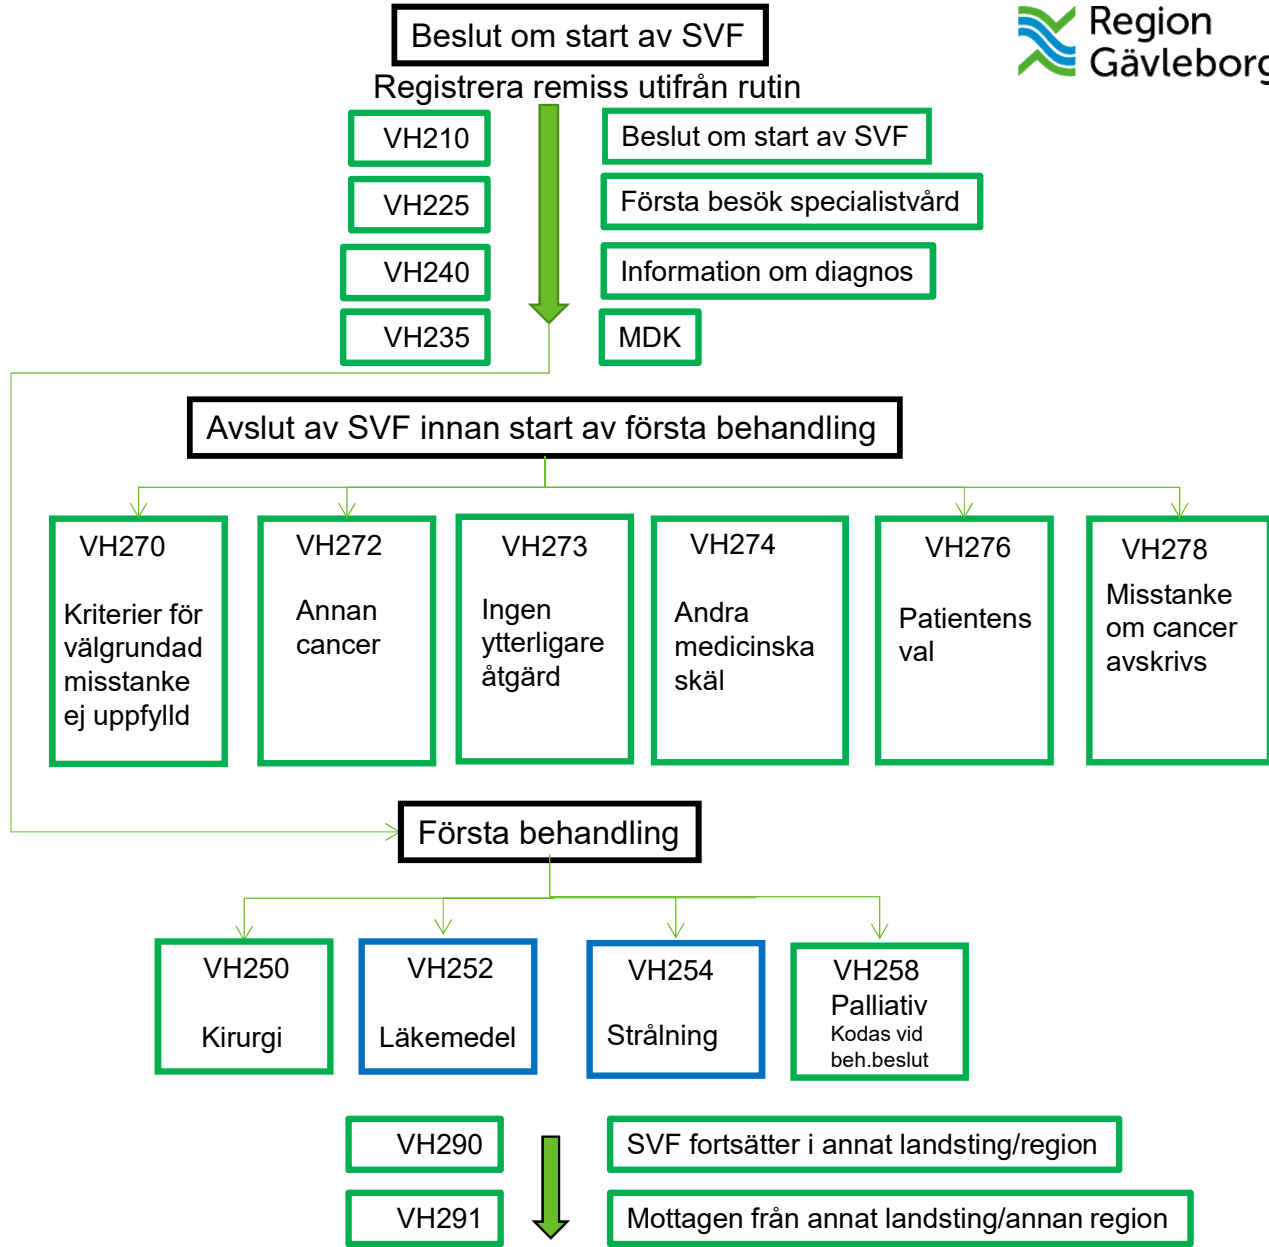 Beslut om start av SVF
Region
Gävleborg
Registrera remiss utifrån rutin
VH210
Beslut om start av SVF
VH225
Första besök specialistvård
VH240
Information om diagnos
VH235
MDK
Avslut av SVF innan start av första behandling
VH270
Kriterier för
välgrundad
misstanke
ej uppfylld
VH272
Annan
cancer
VH273
Ingen
ytterligare
åtgärd
VH274
Andra
medicinska
skäl
VH276
Patientens
val
VH278
Misstanke
om cancer
avskrivs
Första behandling
VH250
Kirurgi
VH252
Läkemedel
VH254
Strålning
VH258
Palliativ
Kodas vid
beh.beslut
VH290
SVF fortsätter i annat landsting/region
VH291
Mottagen från annat landsting/annan region